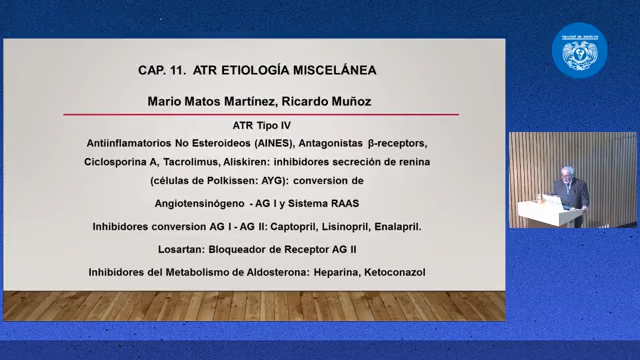 facultad de medicina
CAP. 11. ATR ETIOLOGÍA MISCELÁNEA
Mario Matos Martínez, Ricardo Muñoz
ATR Tipo IV
Antiinflamatorios No Esteroideos (AINES), Antagonistas β-receptors,
Ciclosporina A, Tacrolimus, Aliskiren: inhibidores secreción de renina
(células de Polkissen: AYG): conversion de
Angiotensinógeno - AG I y Sistema RAAS
Inhibidores conversion AG I - AG II: Captopril, Lisinopril, Enalapril.
Losartan: Bloqueador de Receptor AG II
Inhibidores del Metabolismo de Aldosterona: Heparina, Ketoconazol